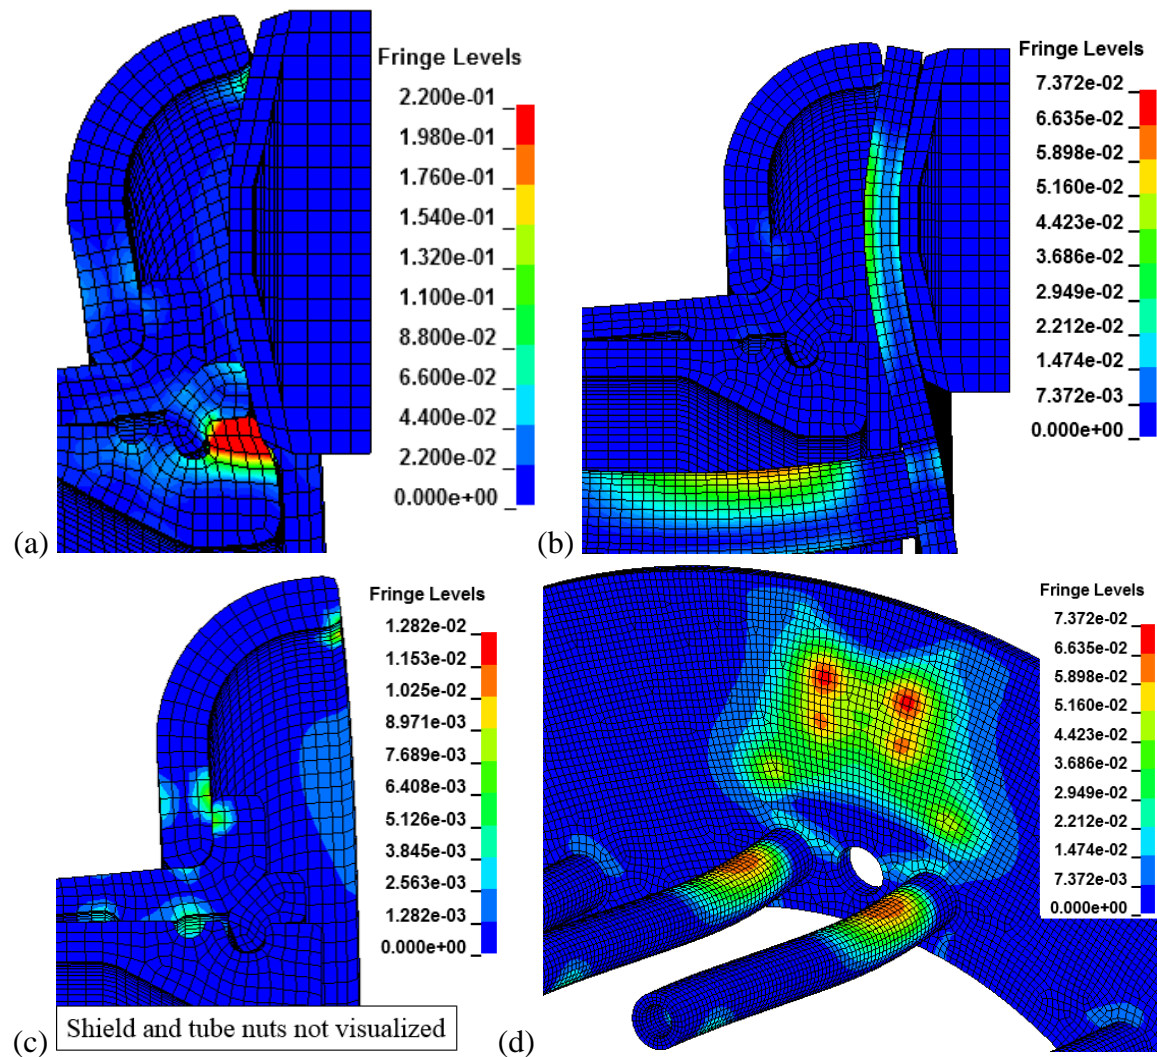 Fringe Levels
2.200e-01
1.980e-01
1.760e-01
1.540e-01
1.320e-01
1.100e-01
8.800e-02
6.600e-02
4.400e-02
2.200e-02
0.000e+00
(a)
Fringe Levels
7.372e-02
6.635e-02
5.898e-02
5.160e-02
4.423e-02
3.686e-02
2.949e-02
2.212e-02
1.474e-02
7.372e-03
0.000e+00
(b)
Fringe Levels
1.282e-02
1.153e-02
1.025e-02
8.971e-03
7.689e-03
6.408e-03
5.126e-03
3.845e-03
2.563e-03
1.282e-03
0.000e+00
(c)
Shield and tube nuts not visualized
Fringe Levels
7.372e-02
6.635e-02
5.898e-02
5.160e-02
4.423e-02
3.686e-02
2.949e-02
2.212e-02
1.474e-02
7.372e-03
0.000e+00
(d)